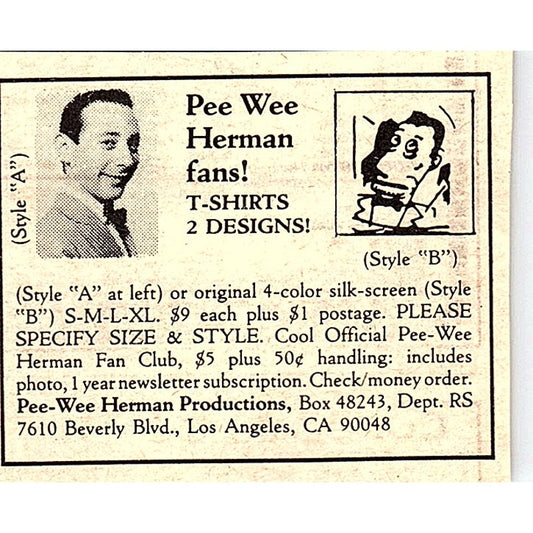 (Style "A")
Pee Wee
Herman
fans!
T-SHIRTS
2 DESIGNS!
(Style "B")
(Style "A" at left) or original 4-color silk-screen (Style
"B") S-M-L-XL. $9 each plus $1 postage. PLEASE
SPECIFY SIZE & STYLE. Cool Official Pee-Wee
Herman Fan Club, $5 plus 50¢ handling: includes
photo, 1 year newsletter subscription. Check/money order.
Pee-Wee Herman Productions, Box 48243, Dept. RS
7610 Beverly Blvd., Los Angeles, CA 90048